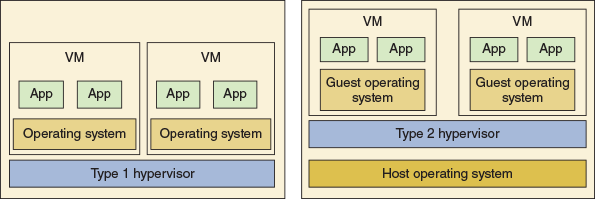 VM
VM
App
App
App
App
Operating system
Operating system
Type 1 hypervisor
VM
VM
App
App
App
App
Guest operating
system
Guest operating
system
Type 2 hypervisor
Host operating system